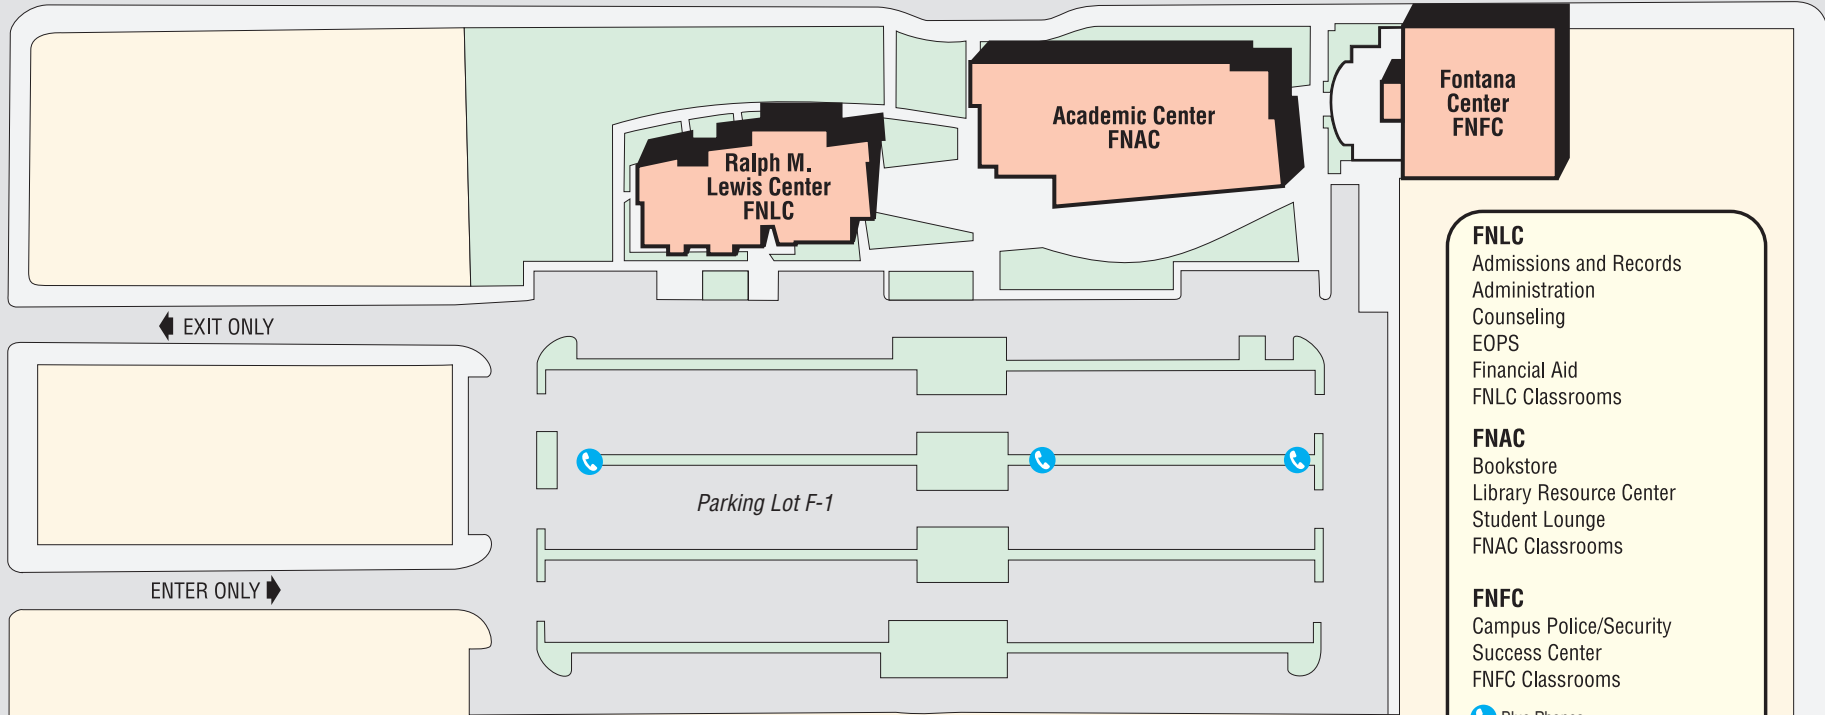 Ralph M.
Lewis Center
FNLC
Academic Center
FNAC
Fontana
Center
FNFC
EXIT ONLY
Parking Lot F-1
ENTER ONLY
FNLC
Admissions and Records
Administration
Counseling
EOPS
Financial Aid
FNLC Classrooms
FNAC
Bookstore
Library Resource Center
Student Lounge
FNAC Classrooms
FNFC
Campus Police/Security
Success Center
FNFC Classrooms
Blue Phones